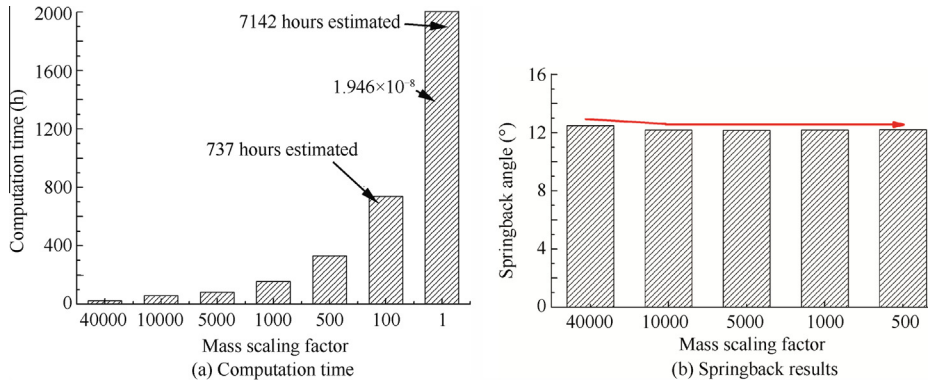 2000
1600
1200
800
400
0
Computation time (h)
7142 hours estimated
1.946×10⁻⁸
737 hours estimated
40000 10000 5000 1000 500 100 1
Mass scaling factor
(a) Computation time
16
12
8
4
0
Springback angle (°)
40000 10000 5000 1000 500
Mass scaling factor
(b) Springback results